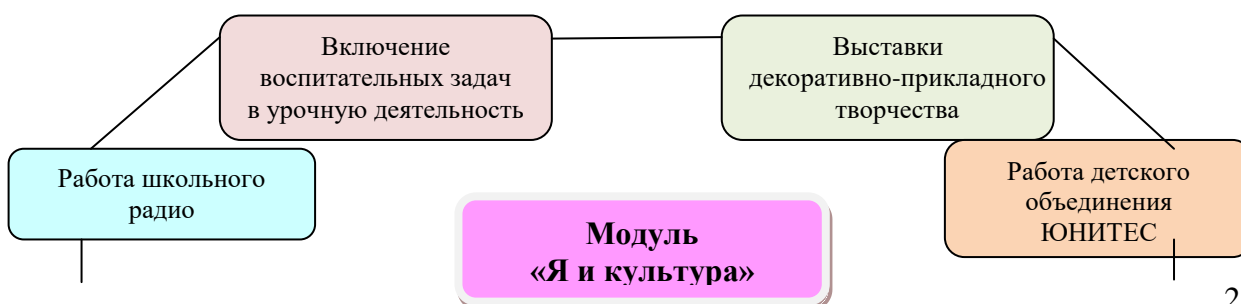 Включение
воспитательных задач
в урочную деятельность
Выставки
декоративно-прикладного
творчества
Работа школьного
радио
Работа детского
объединения
ЮНИТЕС
Модуль
«Я и культура»
2